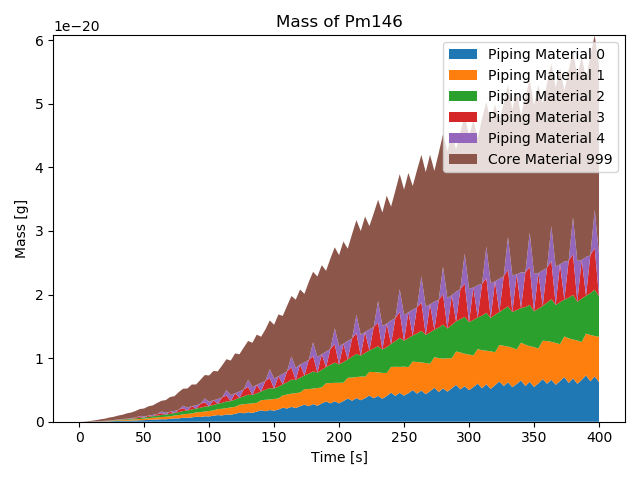 Mass of Pm146
1e−20
6
5
4
3
2
1
0
Mass [g]
Piping Material 0
Piping Material 1
Piping Material 2
Piping Material 3
Piping Material 4
Core Material 999
0 50 100 150 200 250 300 350 400
Time [s]